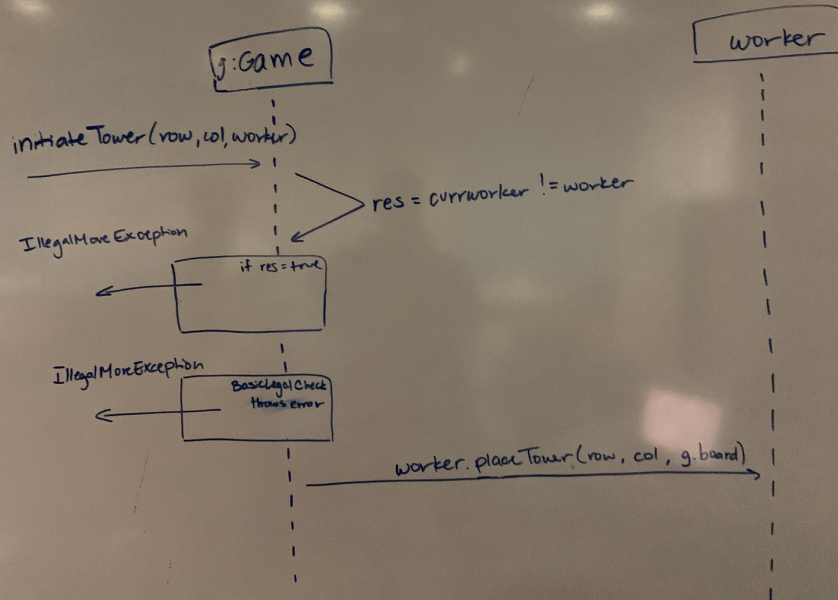 g:Game
worker
initiateTower(row,col,worker)
res = currworker != worker
IllegalMoveException
if res=true
IllegalMoveException
BasicLegalCheck
throws error
worker.placeTower(row, col, g.board)